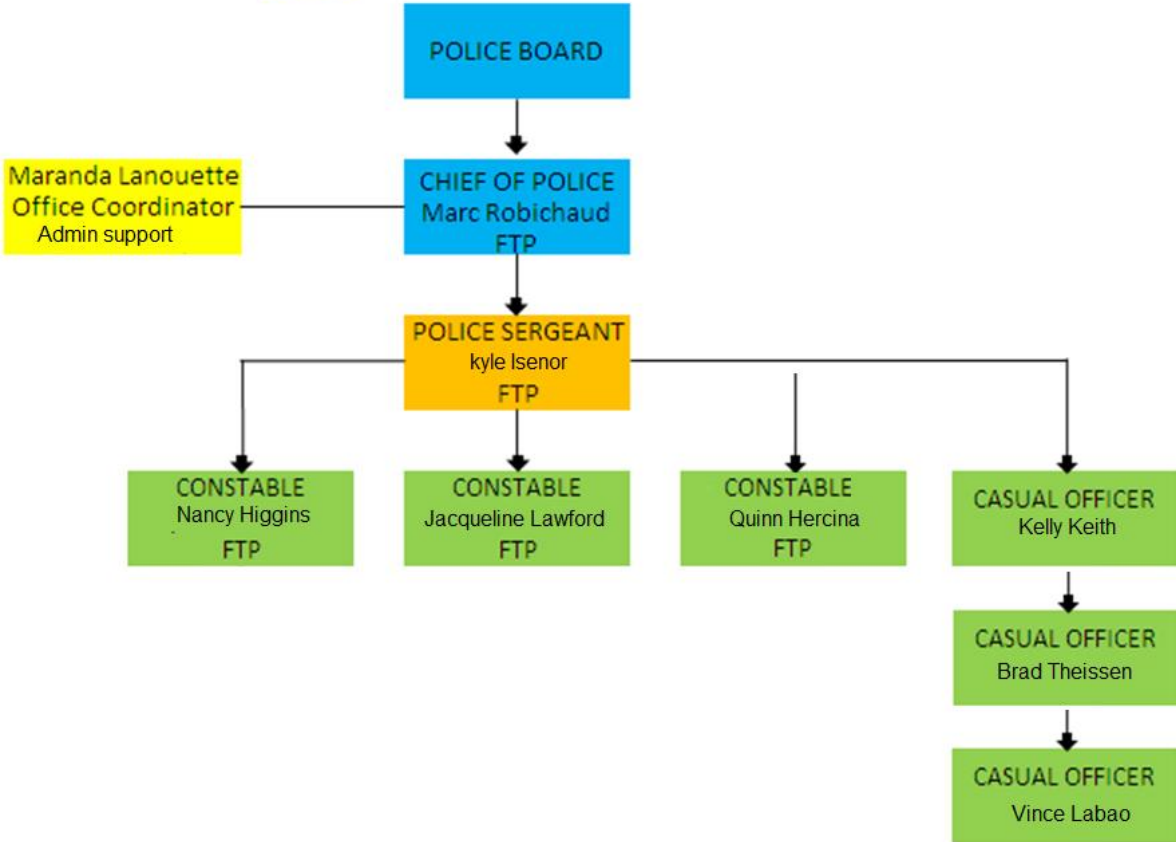 POLICE BOARD
Maranda Lanouette
Office Coordinator
Admin support
CHIEF OF POLICE
Marc Robichaud
FTP
POLICE SERGEANT
kyle Isenor
FTP
CONSTABLE
Nancy Higgins
FTP
CONSTABLE
Jacqueline Lawford
FTP
CONSTABLE
Quinn Hercina
FTP
CASUAL OFFICER
Kelly Keith
CASUAL OFFICER
Brad Theissen
CASUAL OFFICER
Vince Labao